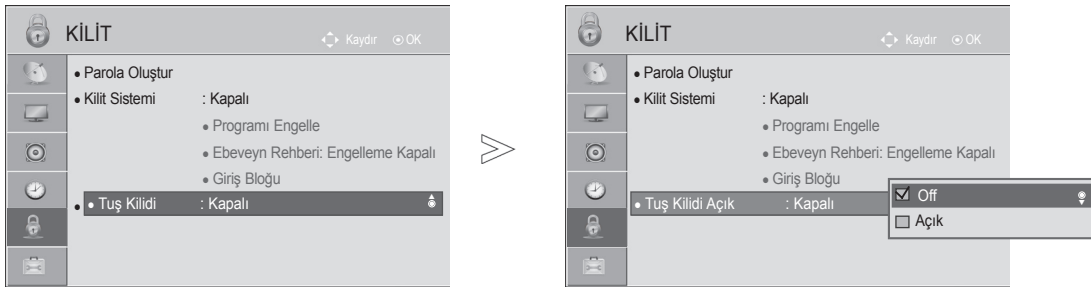 KİLİT
Kaydır OK
• Parola Oluştur
• Kilit Sistemi : Kapalı
• Programı Engelle
• Ebeveyn Rehberi: Engelleme Kapalı
• Giriş Bloğu
• • Tuş Kilidi : Kapalı
KİLİT
Kaydır OK
• Parola Oluştur
• Kilit Sistemi : Kapalı
• Programı Engelle
• Ebeveyn Rehberi: Engelleme Kapalı
• Giriş Bloğu
• Tuş Kilidi Açık : Kapalı
Off
Açık